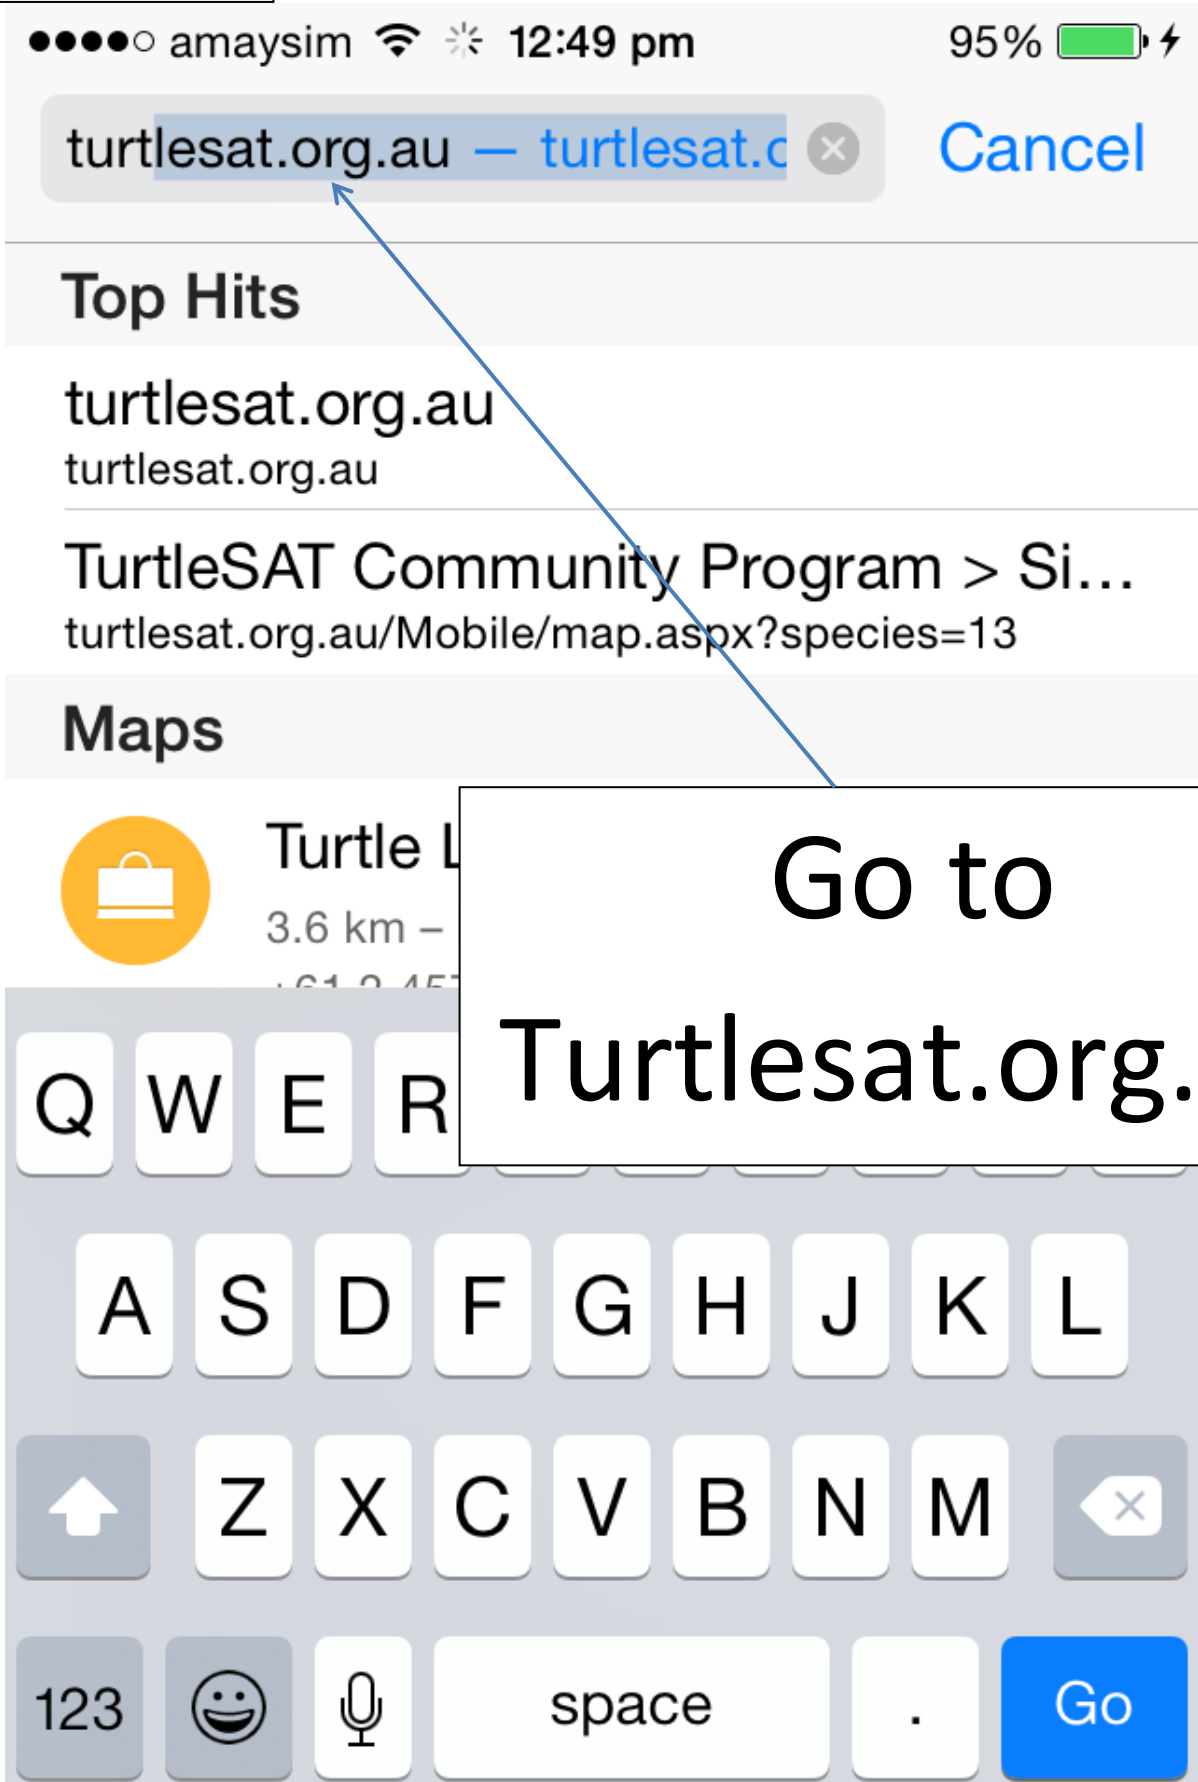 amaysim 12:49 pm 95%
turtlesat.org.au — turtlesat.c
Cancel
Top Hits
turtlesat.org.au
turtlesat.org.au
TurtleSAT Community Program > Si...
turtlesat.org.au/Mobile/map.aspx?species=13
Maps
Turtle
3.6 km –
Go to
Turtlesat.org.
Q W E R
A S D F G H J K L
Z X C V B N M
123 space . Go